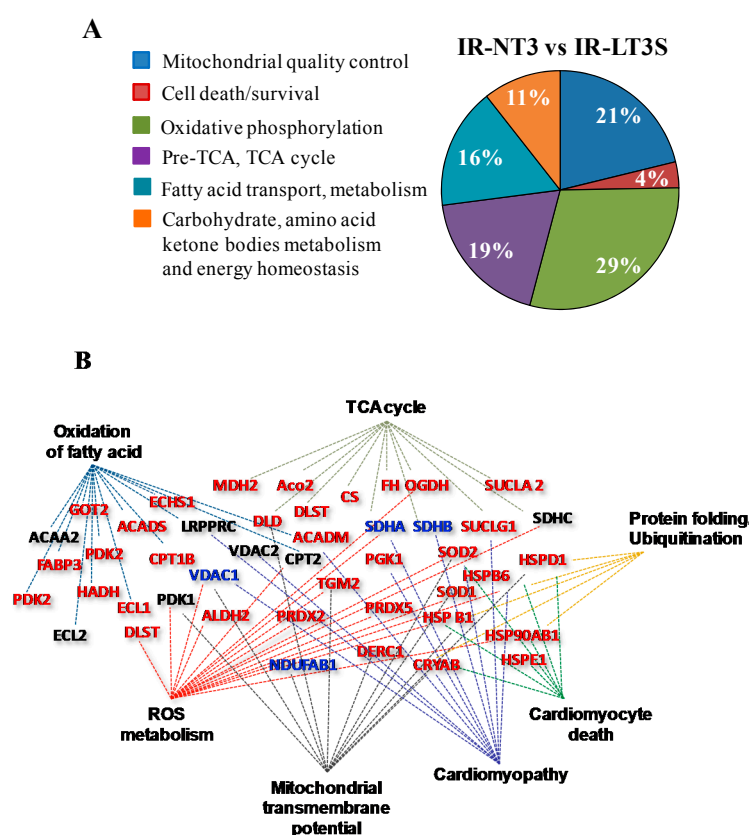 A
IR-NT3 vs IR-LT3S
Mitochondrial quality control
Cell death/survival
Oxidative phosphorylation
Pre-TCA, TCA cycle
Fatty acid transport, metabolism
Carbohydrate, amino acid
ketone bodies metabolism
and energy homeostasis
11%
21%
4%
16%
19%
29%
B
TCA cycle
Oxidation
of fatty acid
MDH2 Aco2 CS FH OGDH SUCLA 2
GOT2 ECHS1 DLST
ACAA2 ACADS LRPPRC DLD ACADM SDHA SDHB SUCLG1 SDHC
Protein folding,
Ubiquitination
FABP3 PDK2 CPT1B VDAC2 CPT2 PGK1 SOD2 HSPD1
VDAC1 HSPB6
PDK2 HADH ECL1 PDK1 TGM2 SOD1
ALDH2 PRDX2 PRDX5 HSP B1
ECL2 DLST HSP90AB1
NDUFAB1 DERC1 CRYAB HSPE1
ROS
metabolism
Cardiomyocyte
death
Mitochondrial
transmembrane
potential
Cardiomyopathy